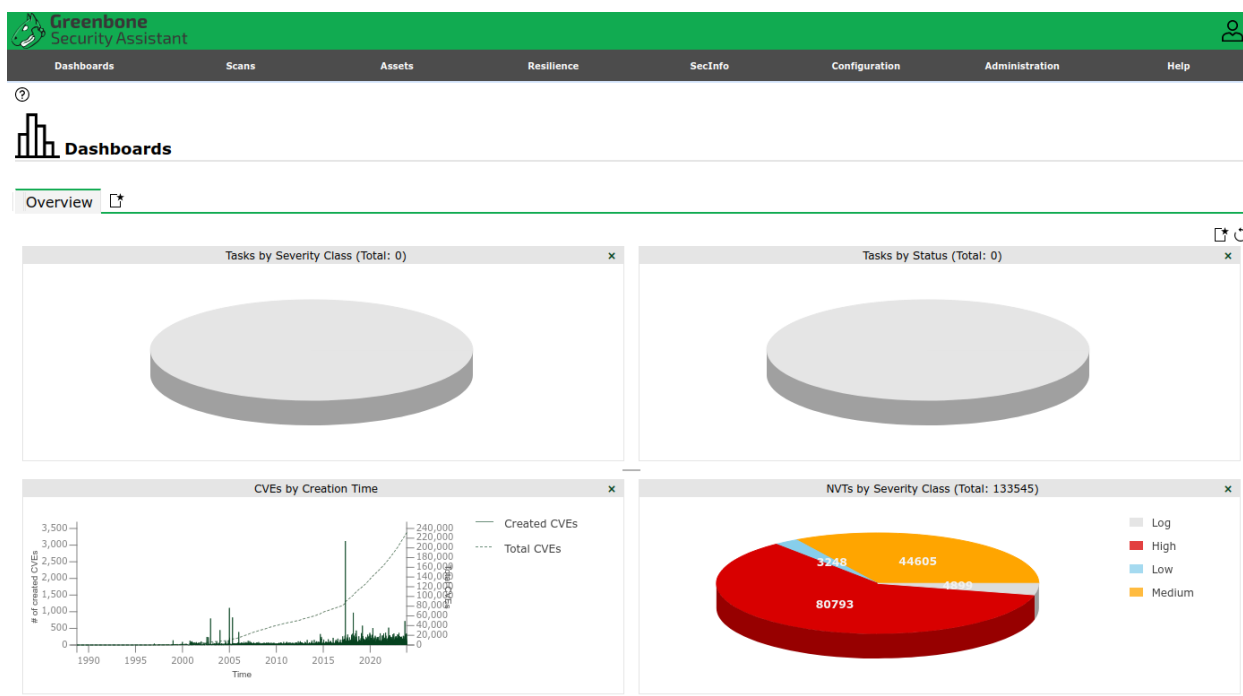 Greenbone
Security Assistant
Dashboards Scans Assets Resilience SecInfo Configuration Administration Help
Dashboards
Overview
Tasks by Severity Class (Total: 0)
Tasks by Status (Total: 0)
CVEs by Creation Time
3,500
3,000
2,500
2,000
1,500
1,000
500
0
# of created CVEs
1990 1995 2000 2005 2010 2015 2020
Time
240,000
220,000
200,000
180,000
160,000
140,000
120,000
100,000
80,000
60,000
40,000
20,000
0
Created CVEs
Total CVEs
NVTs by Severity Class (Total: 133545)
3248
44605
4899
80793
Log
High
Low
Medium